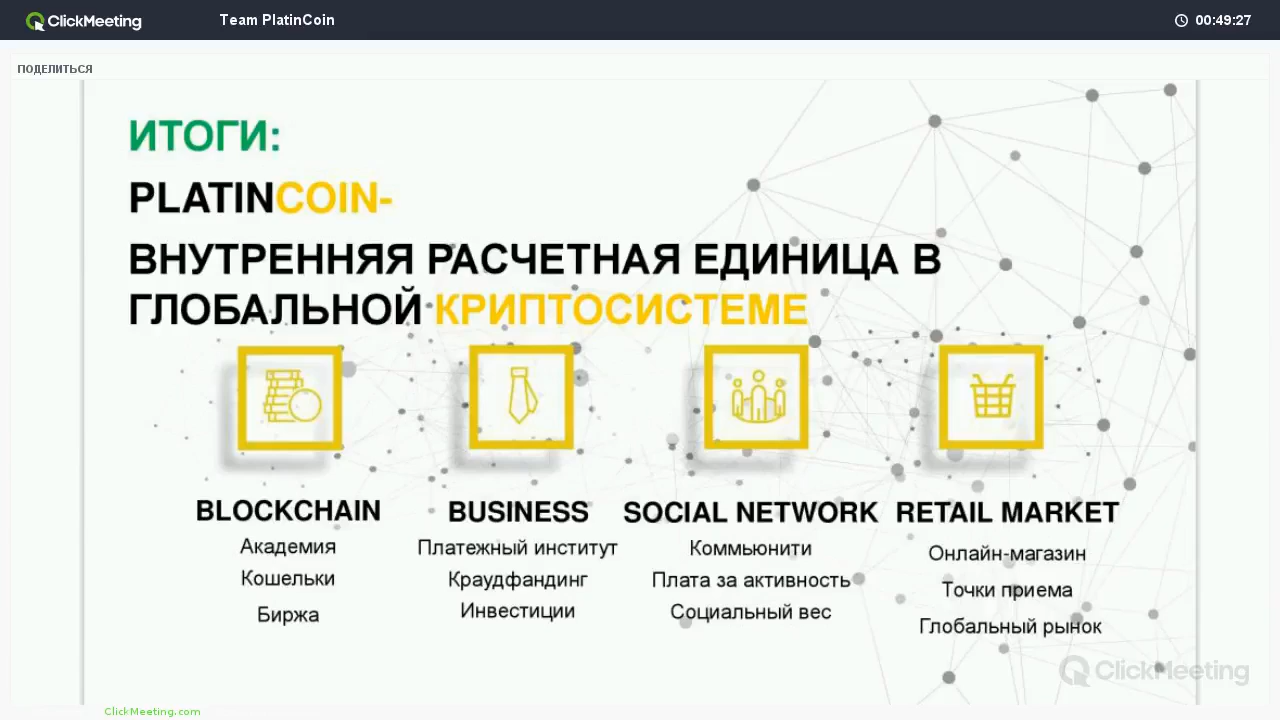 ClickMeeting
Team PlatinCoin
00:49:27
ПОДЕЛИТЬСЯ
ИТОГИ:
PLATINCOIN-
ВНУТРЕННЯЯ РАСЧЕТНАЯ ЕДИНИЦА В
ГЛОБАЛЬНОЙ КРИПТОСИСТЕМЕ
BLOCKCHAIN
Академия
Кошельки
Биржа
BUSINESS
Платежный институт
Краудфандинг
Инвестиции
SOCIAL NETWORK
Коммьюнити
Плата за активность
Социальный вес
RETAIL MARKET
Онлайн-магазин
Точки приема
Глобальный рынок
ClickMeeting
ClickMeeting.com